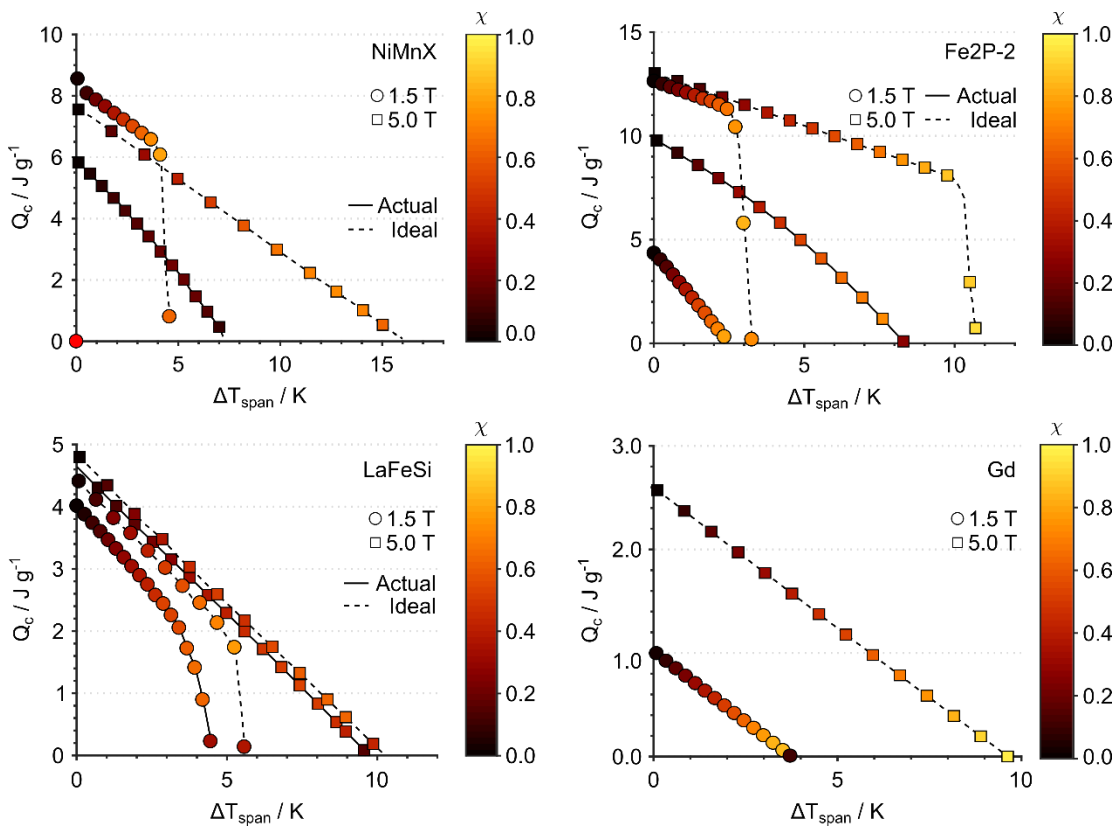 χ
NiMnX
1.5 T
5.0 T
Actual
Ideal
10
8
6
4
2
0
Q_c / J g⁻¹
0 5 10 15
ΔT_span / K
1.0
0.8
0.6
0.4
0.2
0.0
χ
Fe2P-2
1.5 T Actual
5.0 T Ideal
15
10
5
0
Q_c / J g⁻¹
0 5 10
ΔT_span / K
1.0
0.8
0.6
0.4
0.2
0.0
χ
LaFeSi
1.5 T
5.0 T
Actual
Ideal
5
4
3
2
1
0
Q_c / J g⁻¹
0 5 10
ΔT_span / K
1.0
0.8
0.6
0.4
0.2
0.0
χ
Gd
1.5 T
5.0 T
3.0
2.0
1.0
0.0
Q_c / J g⁻¹
0 5 10
ΔT_span / K
1.0
0.8
0.6
0.4
0.2
0.0